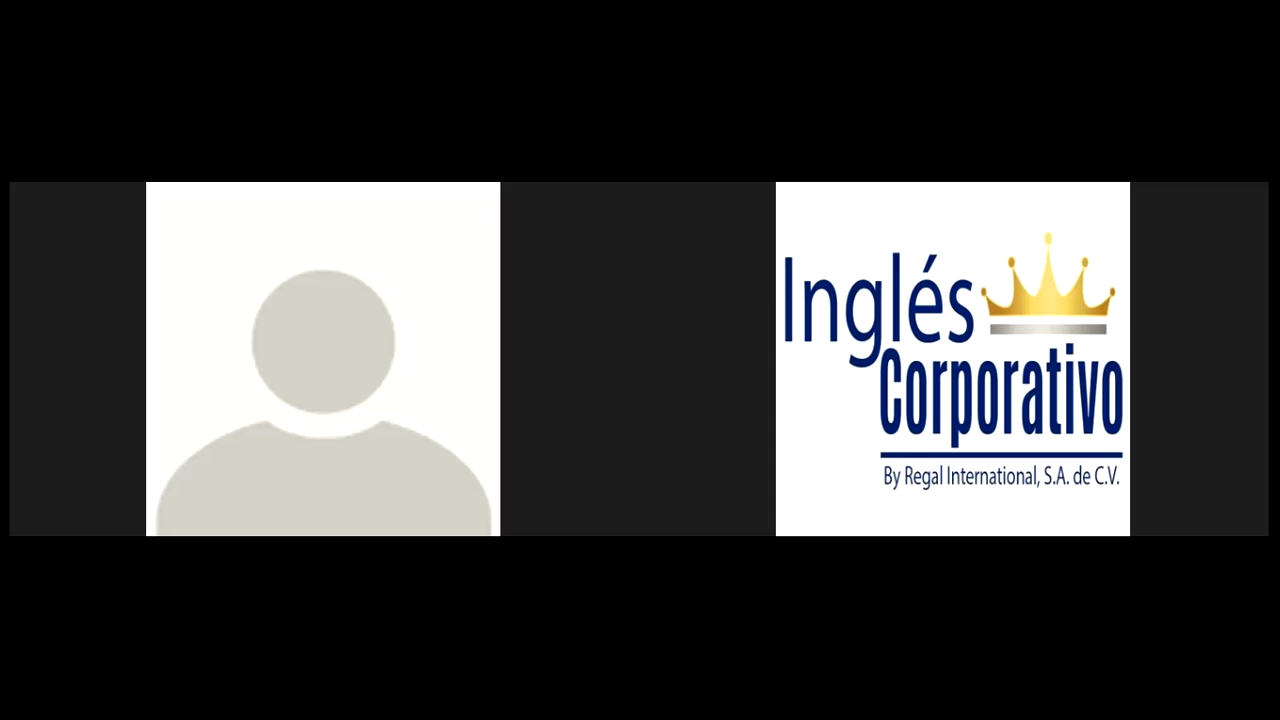 Inglés
Corporativo
By Regal International, S.A. de C.V.